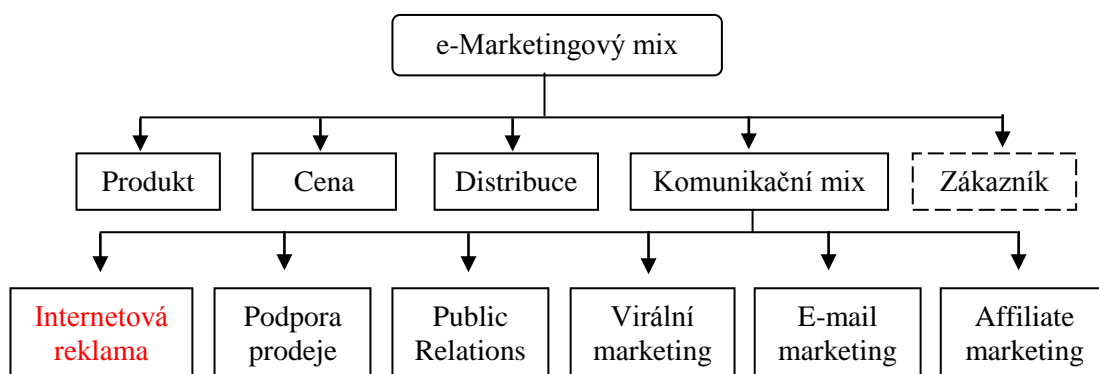 e-Marketingový mix
Produkt
Cena
Distribuce
Komunikační mix
Zákazník
Internetová
reklama
Podpora
prodeje
Public
Relations
Virální
marketing
E-mail
marketing
Affiliate
marketing